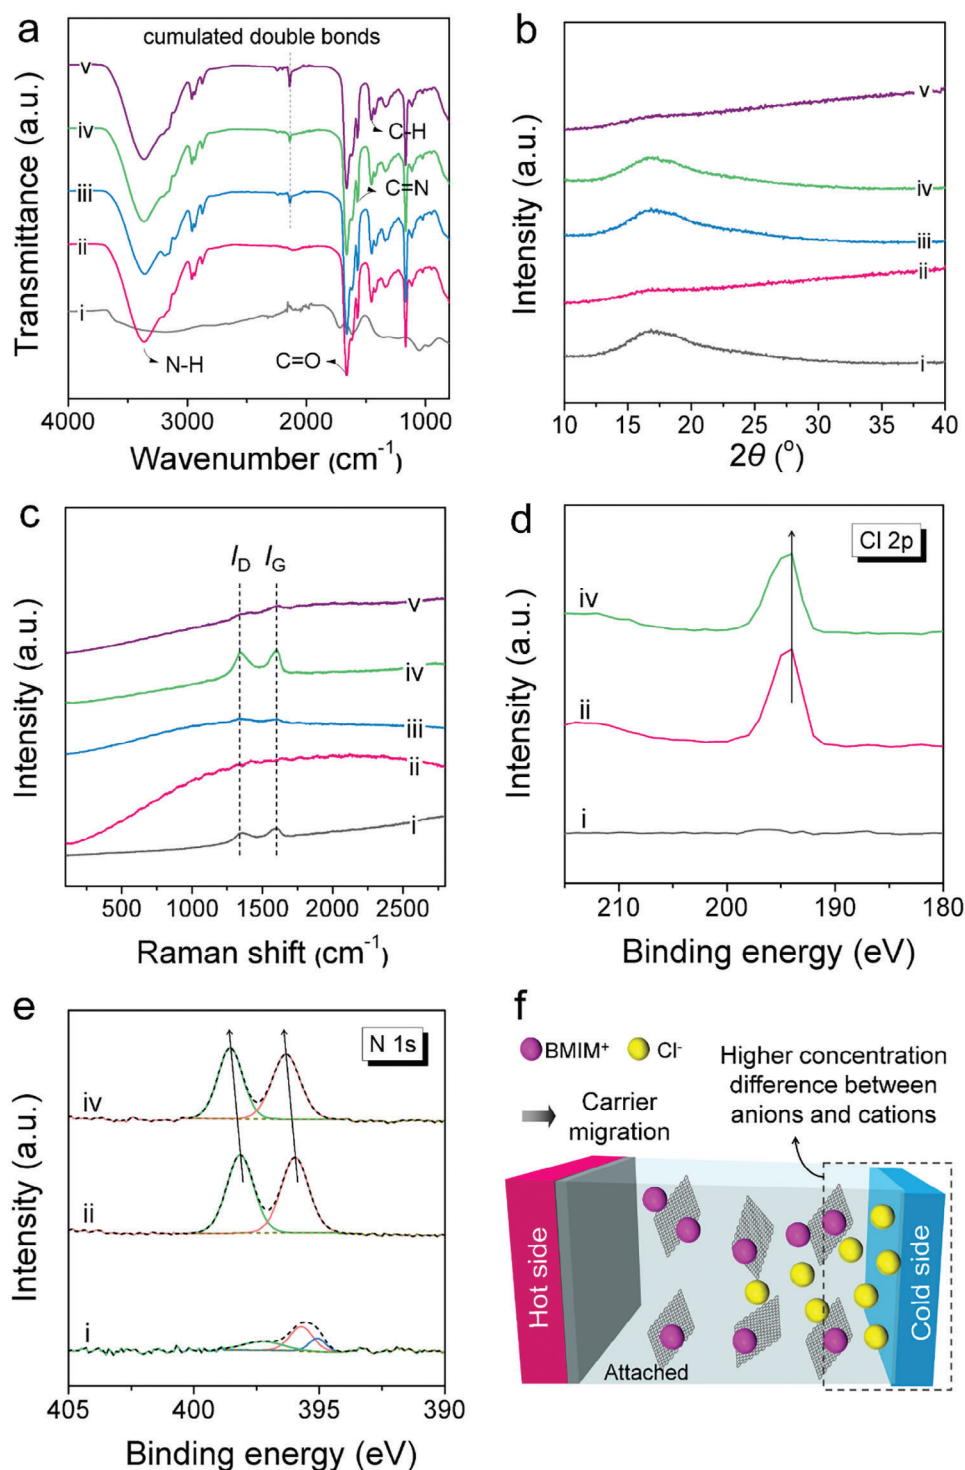 a
cumulated double bonds
v
iv
iii
ii
i
C-H
C=N
N-H
C=O
Transmittance (a.u.)
4000 3000 2000 1000
Wavenumber (cm⁻¹)
b
v
iv
iii
ii
i
Intensity (a.u.)
10 15 20 25 30 35 40
2θ (°)
c
I_D I_G
v
iv
iii
ii
i
Intensity (a.u.)
500 1000 1500 2000 2500
Raman shift (cm⁻¹)
d
Cl 2p
iv
ii
i
Intensity (a.u.)
210 200 190 180
Binding energy (eV)
e
N 1s
iv
ii
i
Intensity (a.u.)
405 400 395 390
Binding energy (eV)
f
BMIM⁺ Cl⁻
Carrier
migration
Higher concentration
difference between
anions and cations
Hot side
Attached
Cold side